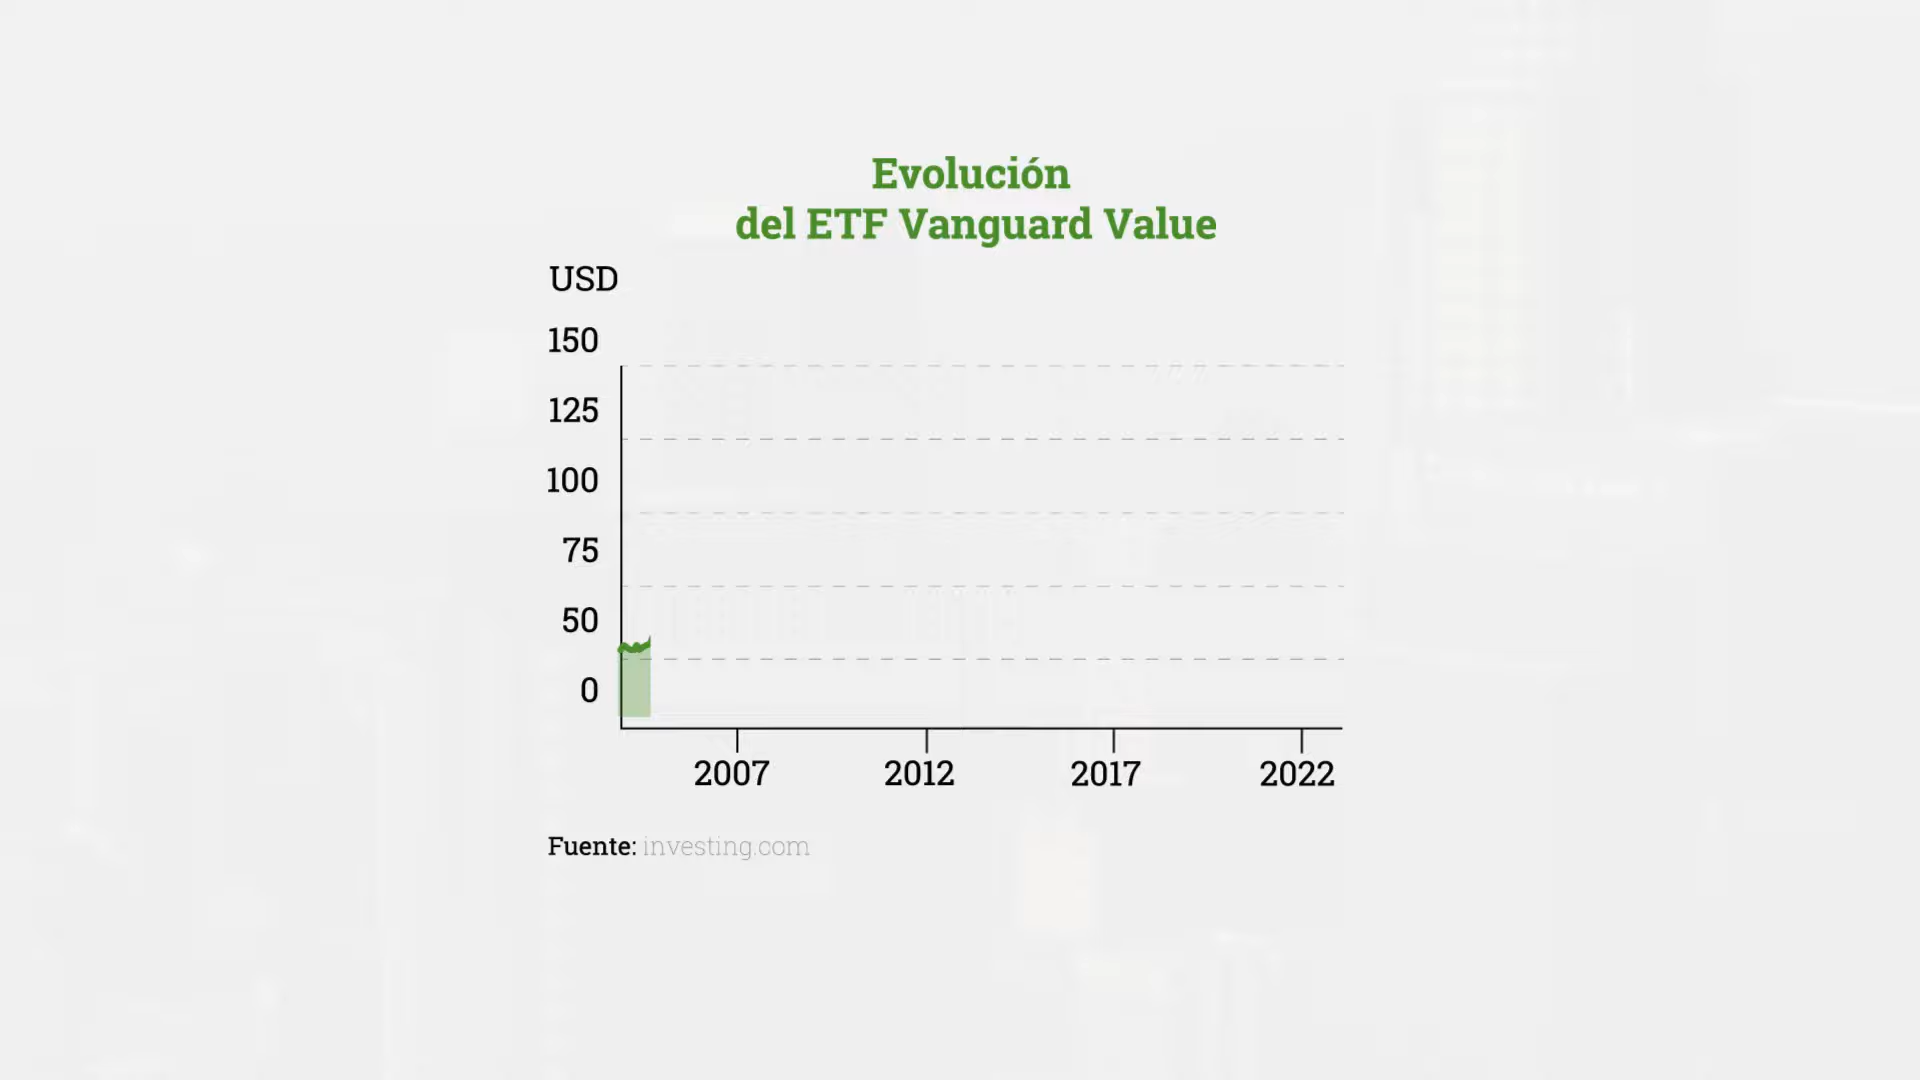 Evolución
del ETF Vanguard Value
USD
150
125
100
75
50
0
2007 2012 2017 2022
Fuente: investing.com